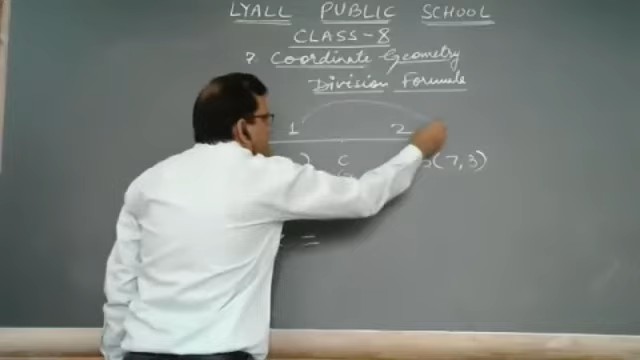 LYALL PUBLIC SCHOOL
CLASS-8
7. Coordinate Geometry
Division Formula
1 2
) C (7,3)
=